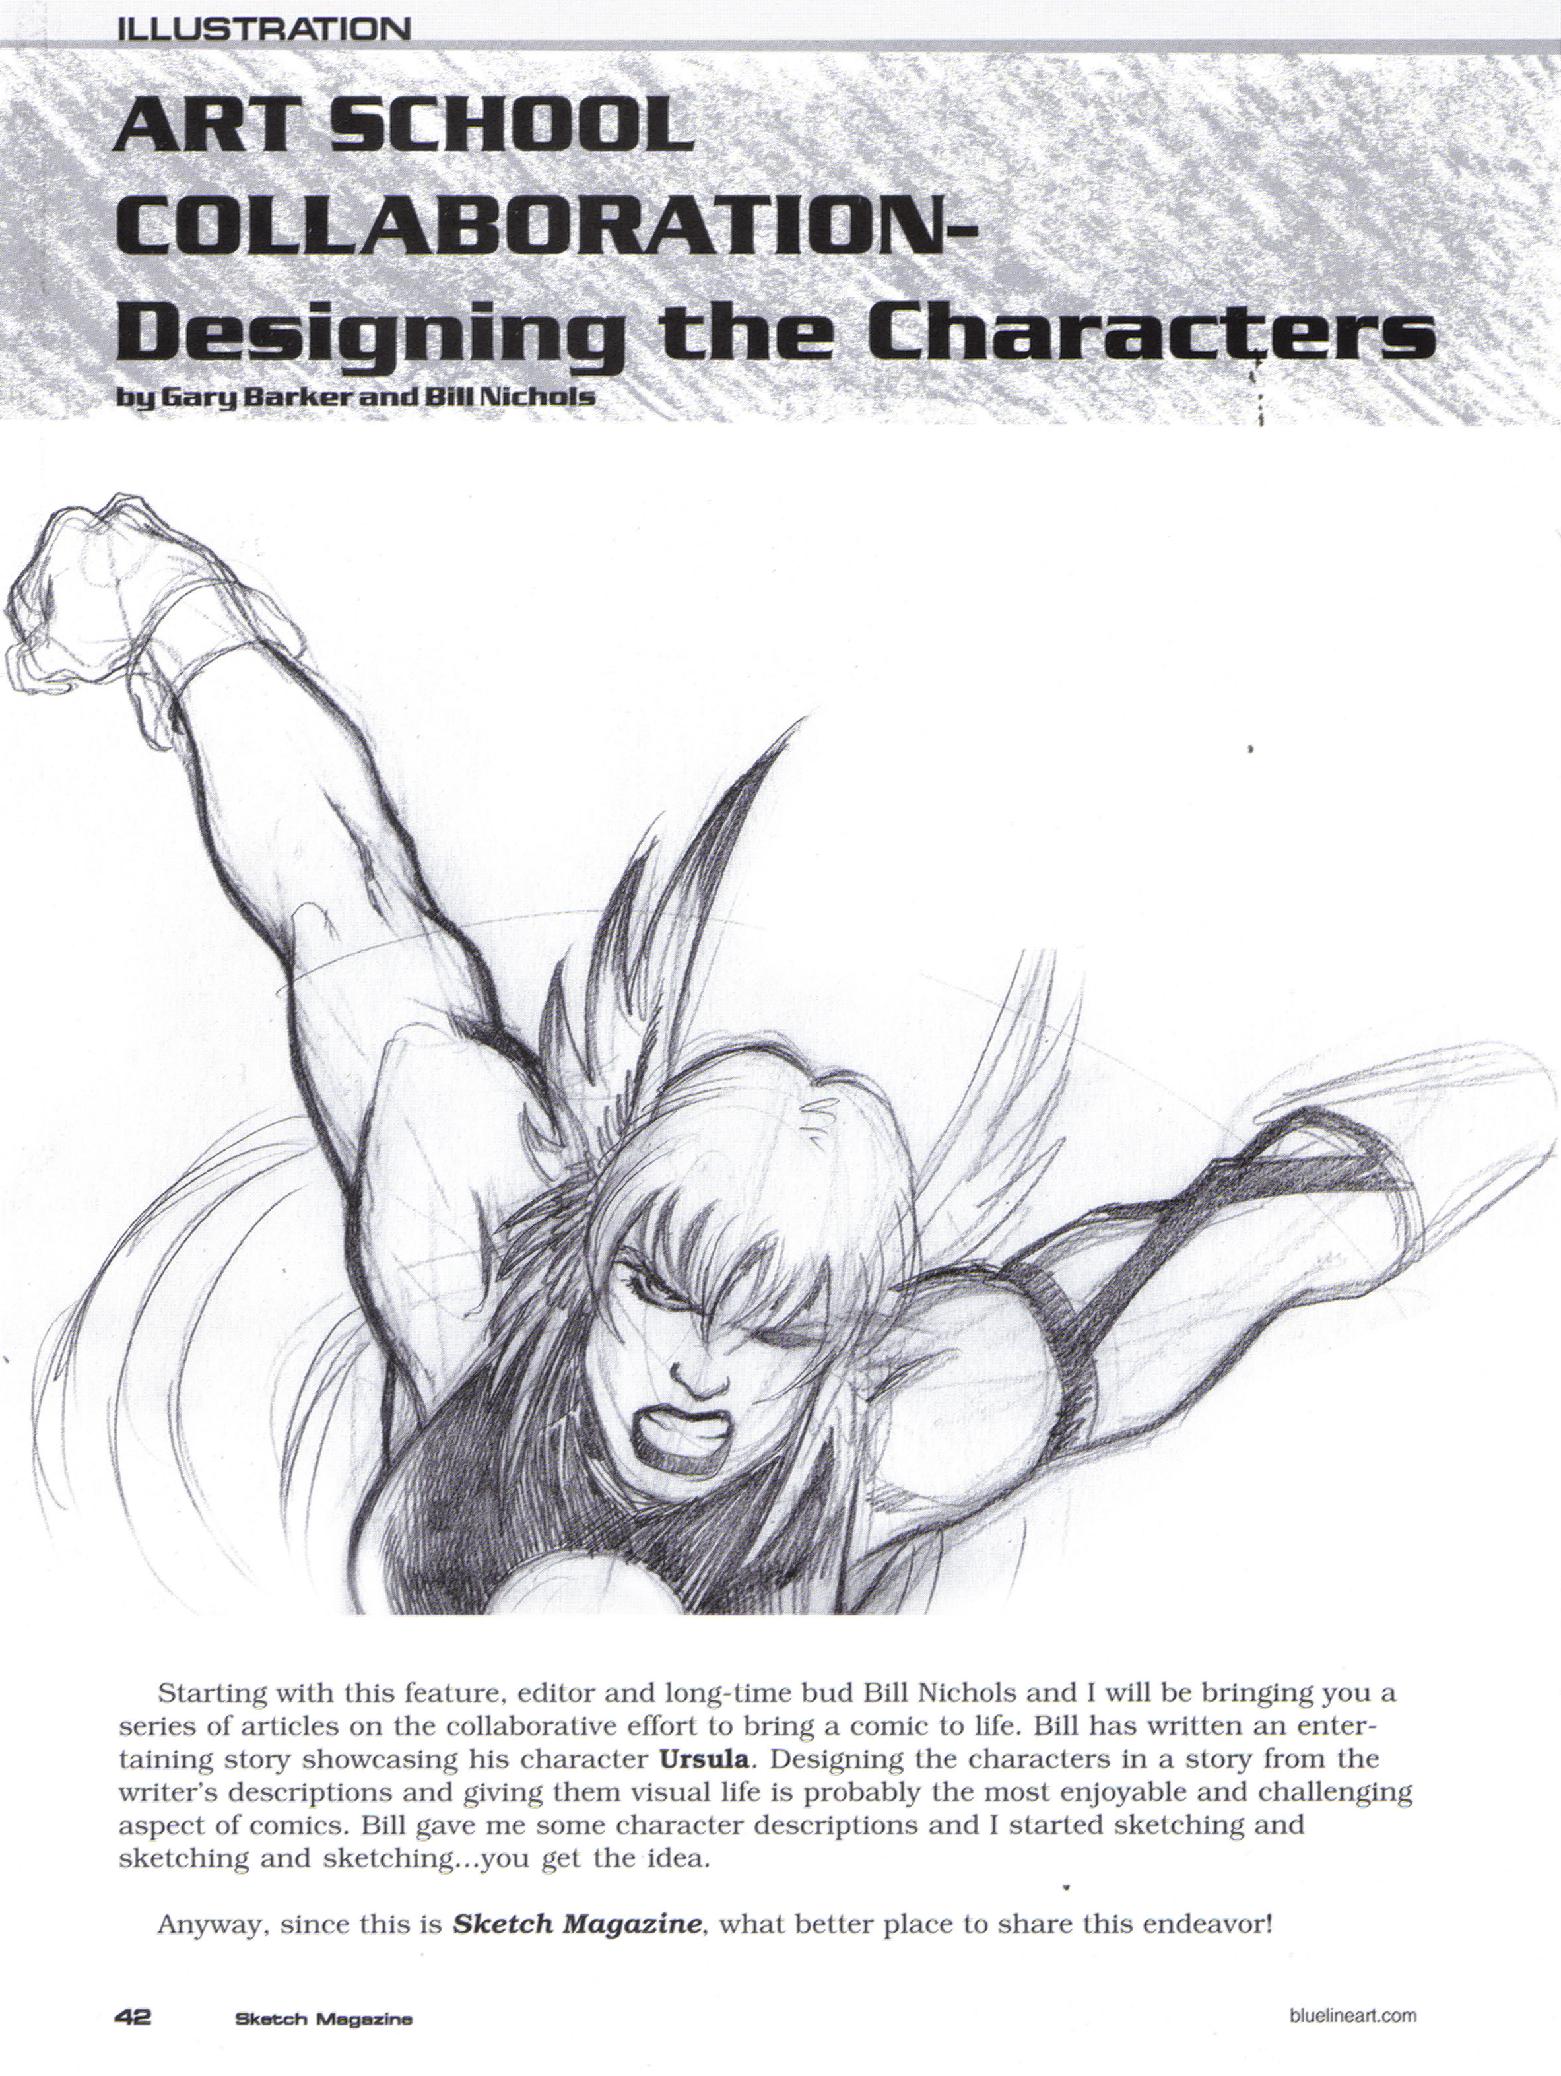 ILLUSTRATION
ART SCHOOL
COLLABORATION-
Designing the Characters
by Gary Barker and Bill Nichols
Starting with this feature, editor and long-time bud Bill Nichols and I will be bringing you a
series of articles on the collaborative effort to bring a comic to life. Bill has written an enter-
taining story showcasing his character Ursula. Designing the characters in a story from the
writer's descriptions and giving them visual life is probably the most enjoyable and challenging
aspect of comics. Bill gave me some character descriptions and I started sketching and
sketching and sketching...you get the idea.
Anyway, since this is Sketch Magazine, what better place to share this endeavor!
42 Sketch Magazine bluelineart.com